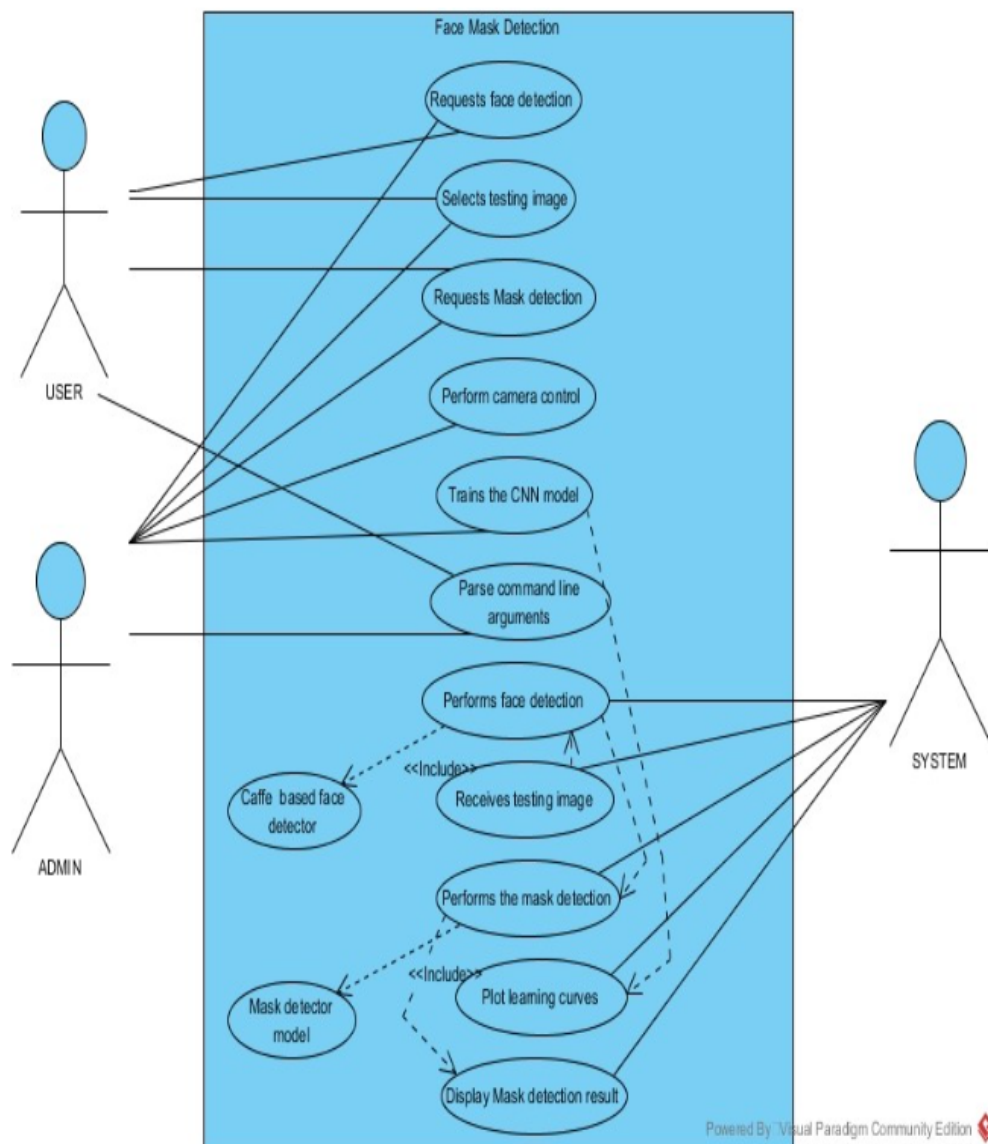 Face Mask Detection
Requests face detection
Selects testing image
Requests Mask detection
USER
Perform camera control
Trains the CNN model
Parse command line
arguments
Performs face detection
SYSTEM
<<Include>>
Receives testing image
Caffe based face
detector
ADMIN
Performs the mask detection
<<Include>>
Plot learning curves
Mask detector
model
Display Mask detection result
Powered By Visual Paradigm Community Edition